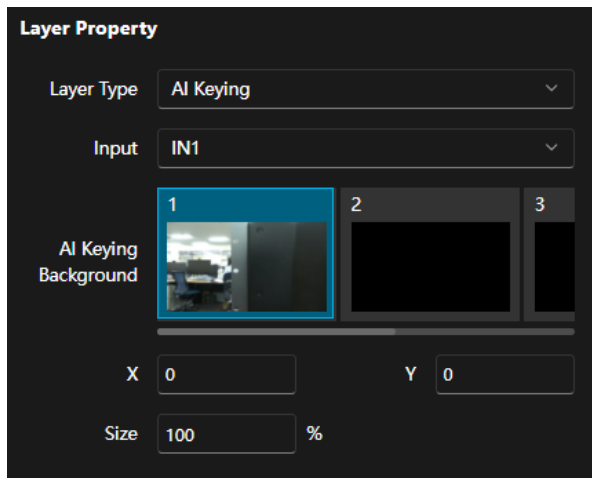 Layer Property
Layer Type AI Keying
Input IN1
1 2 3
AI Keying
Background
X 0 Y 0
Size 100 %